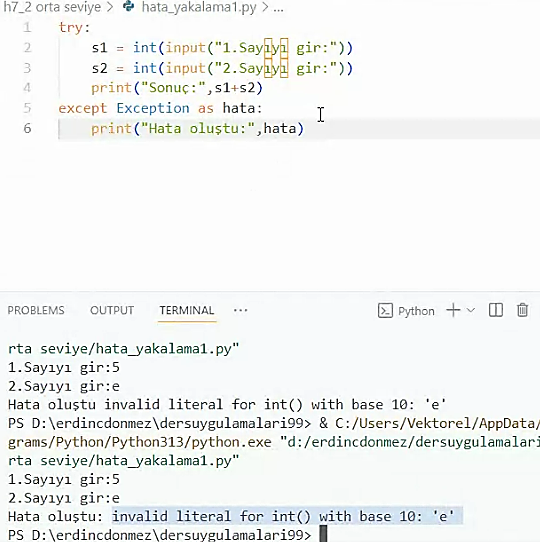 h7_2 orta seviye > hata_yakalama1.py > ...
1 try:
2 s1 = int(input("1.Sayıyı gir:"))
3 s2 = int(input("2.Sayıyı gir:"))
4 print("Sonuç:",s1+s2)
5 except Exception as hata:
6 print("Hata oluştu:",hata)
PROBLEMS OUTPUT TERMINAL ... Python
rta seviye/hata_yakalama1.py"
1.Sayıyı gir:5
2.Sayıyı gir:e
Hata oluştu invalid literal for int() with base 10: 'e'
PS D:\erdincdonmez\dersuygulamalari99> & C:/Users/Vektorel/AppData/
grams/Python/Python313/python.exe "d:/erdincdonmez/dersuygulamalari
rta seviye/hata_yakalama1.py"
1.Sayıyı gir:5
2.Sayıyı gir:e
Hata oluştu: invalid literal for int() with base 10: 'e'
PS D:\erdincdonmez\dersuygulamalari99>